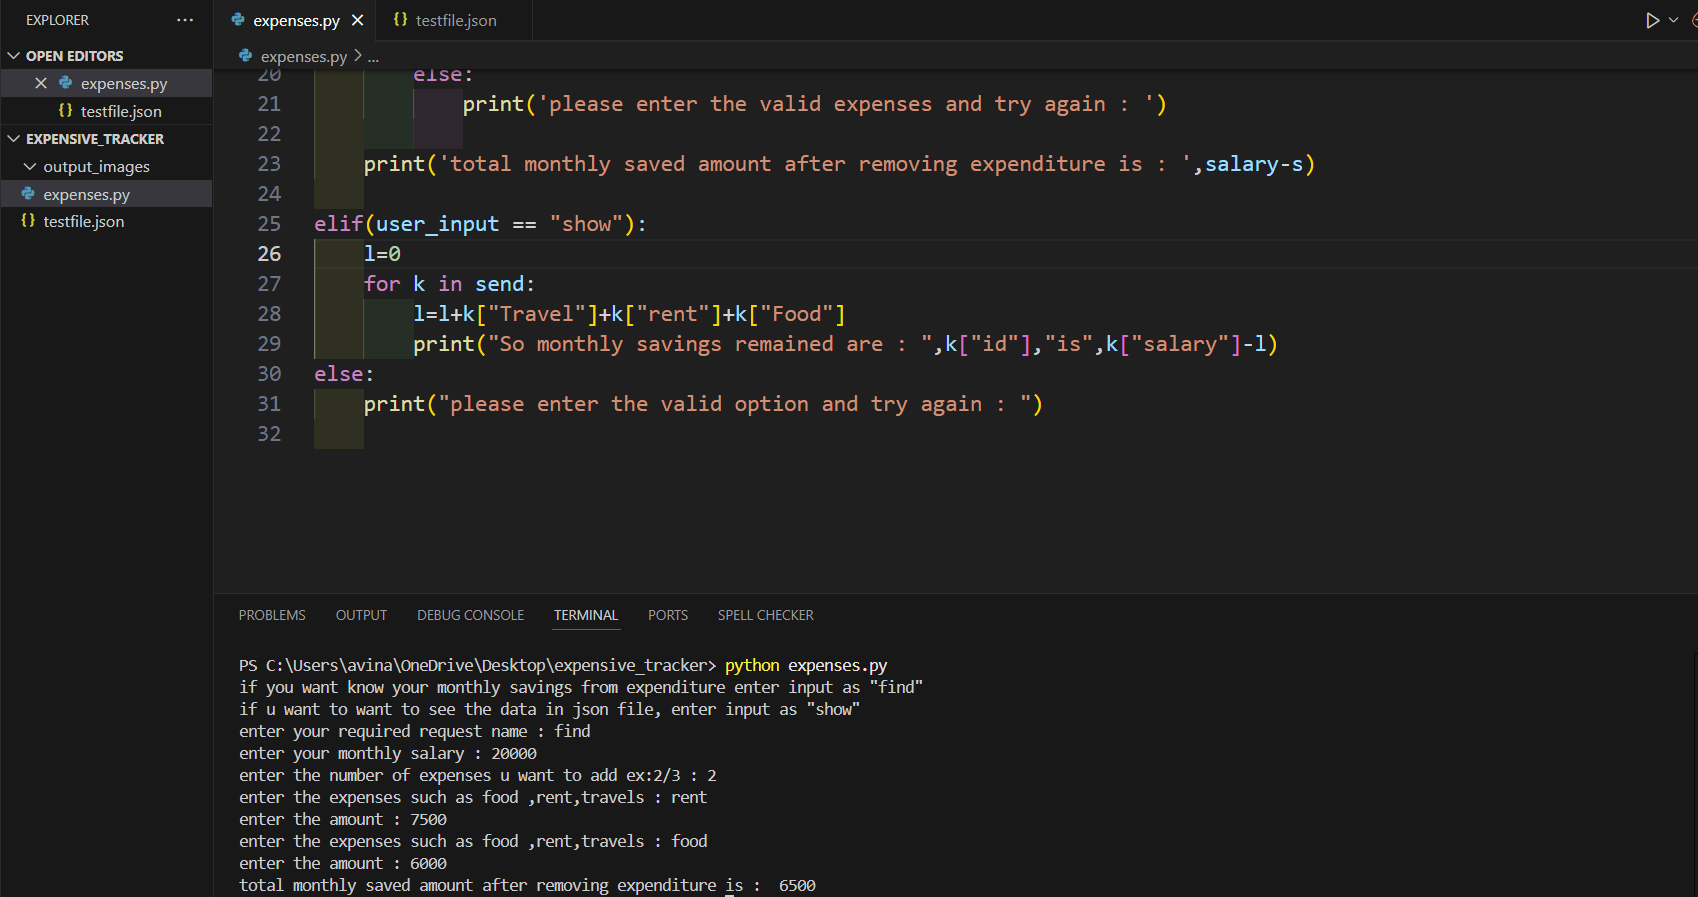 EXPLORER ...
OPEN EDITORS
expenses.py
testfile.json
EXPENSIVE_TRACKER
output_images
expenses.py
testfile.json
expenses.py
testfile.json
expenses.py > ...
20 else:
21 print('please enter the valid expenses and try again : ')
22
23 print('total monthly saved amount after removing expenditure is : ',salary-s)
24
25 elif(user_input == "show"):
26 l=0
27 for k in send:
28 l=l+k["Travel"]+k["rent"]+k["Food"]
29 print("So monthly savings remained are : ",k["id"],"is",k["salary"]-l)
30 else:
31 print("please enter the valid option and try again : ")
32
PROBLEMS OUTPUT DEBUG CONSOLE TERMINAL PORTS SPELL CHECKER
PS C:\Users\avina\OneDrive\Desktop\expensive_tracker> python expenses.py
if you want know your monthly savings from expenditure enter input as "find"
if u want to want to see the data in json file, enter input as "show"
enter your required request name : find
enter your monthly salary : 20000
enter the number of expenses u want to add ex:2/3 : 2
enter the expenses such as food ,rent,travels : rent
enter the amount : 7500
enter the expenses such as food ,rent,travels : food
enter the amount : 6000
total monthly saved amount after removing expenditure is :  6500